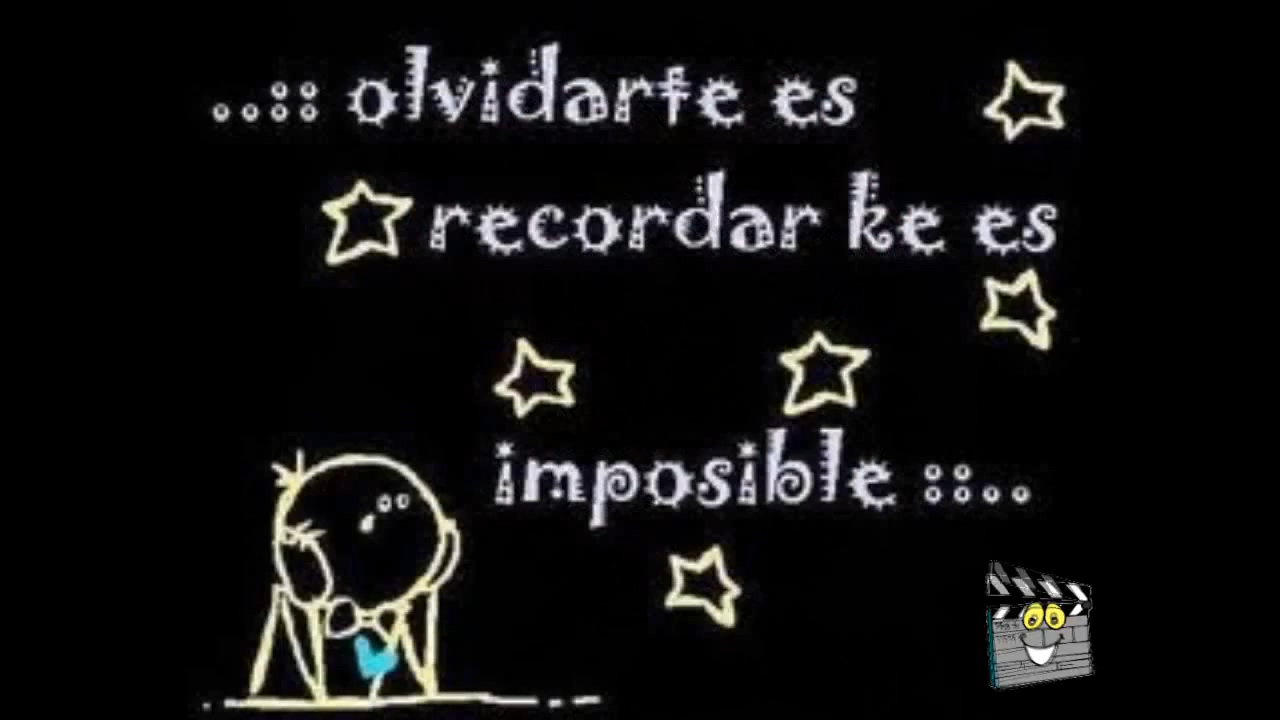 ..:: olvidarte es
recordar ke es
imposible ::..